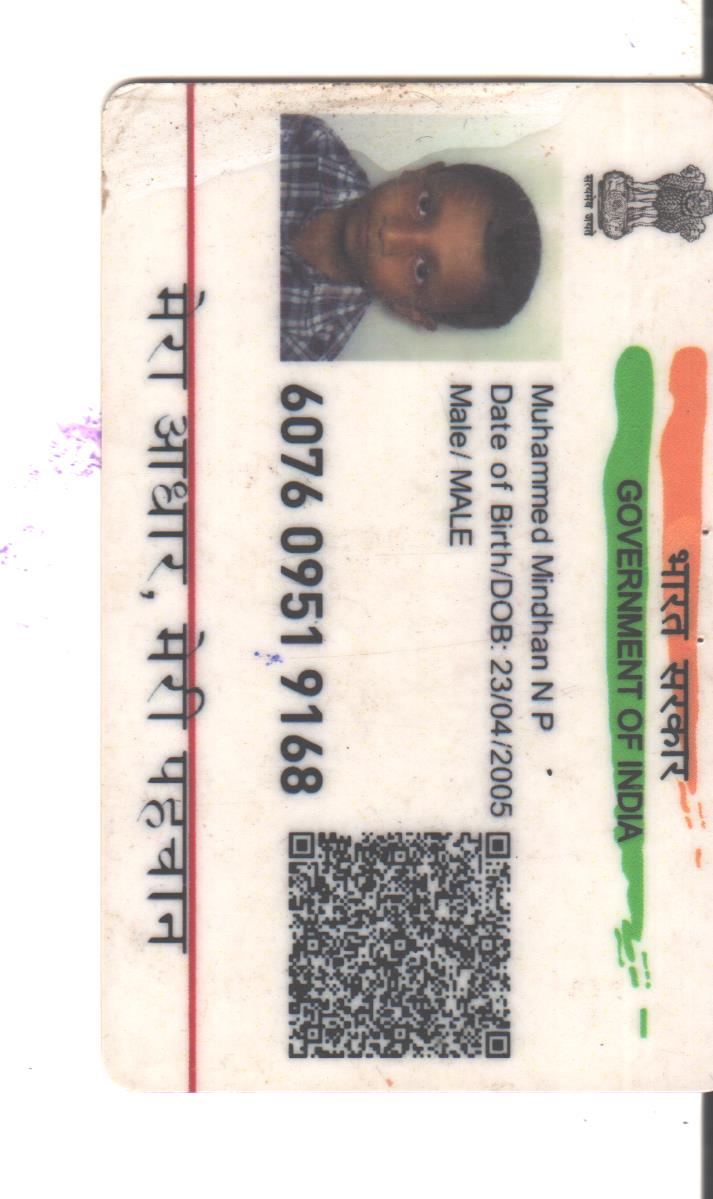 भारत सरकार
GOVERNMENT OF INDIA
सत्यमेव जयते
Muhammed Mindhan N P
Date of Birth/DOB: 23/04/2005
Male/ MALE
6076 0951 9168
मेरा आधार, मेरी पहचान